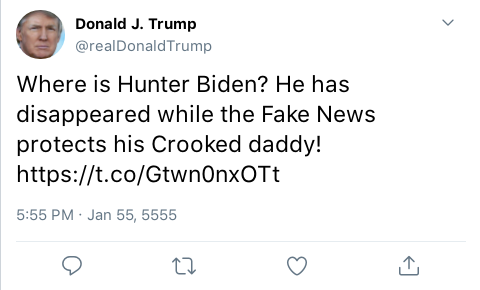 Donald J. Trump
@realDonaldTrump
Where is Hunter Biden? He has
disappeared while the Fake News
protects his Crooked daddy!
https://t.co/Gtwn0nxOTt
5:55 PM · Jan 55, 5555